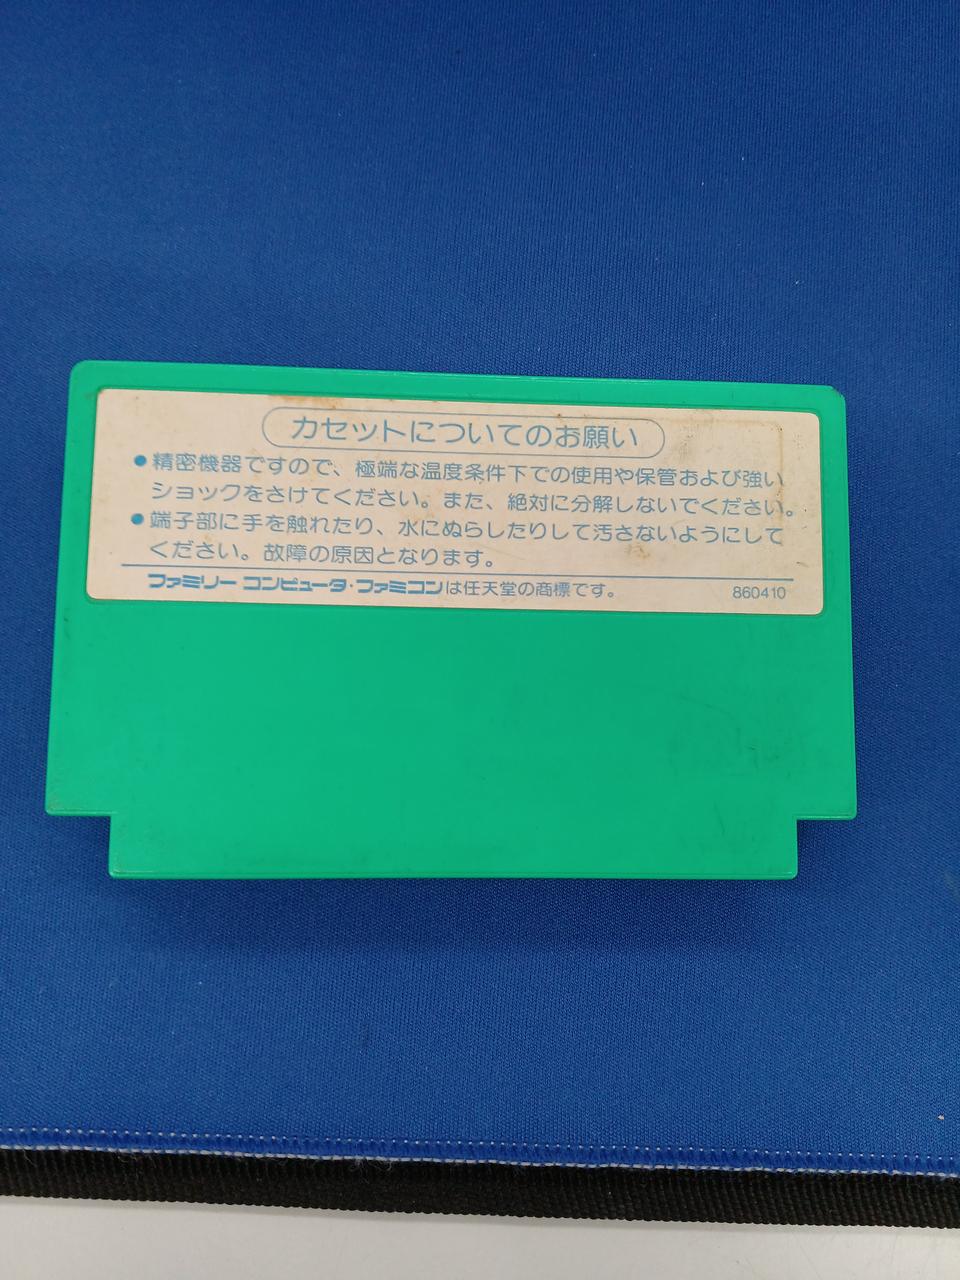 カセットについてのお願い
●精密機器ですので、極端な温度条件下での使用や保管および強い
ショックをさけてください。また、絶対に分解しないでください。
●端子部に手を触れたり、水にぬらしたりして汚さないようにして
ください。故障の原因となります。
ファミリー コンピュータ・ファミコンは任天堂の商標です。 860410